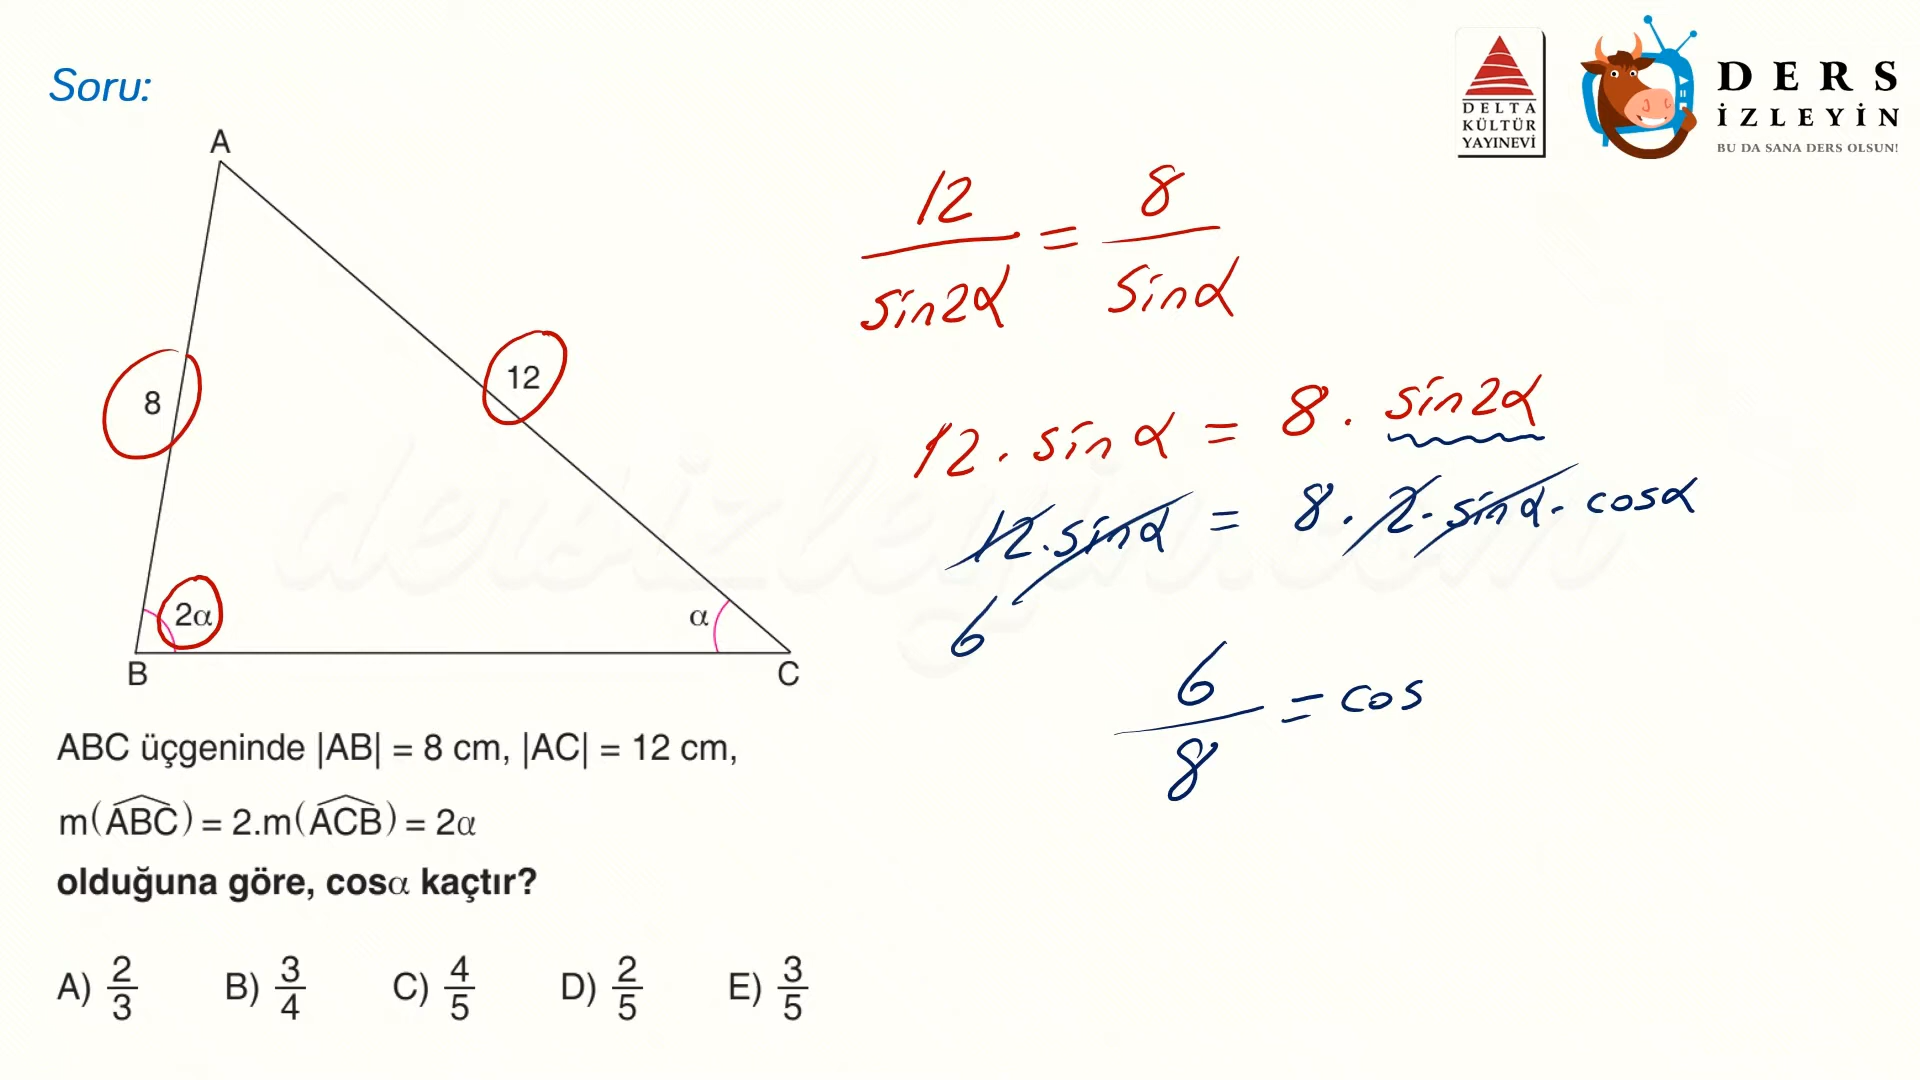 Soru:
DELTA
KÜLTÜR
YAYINEVİ
DERS
İZLEYİN
BU DA SANA DERS OLSUN!
A
8
12
2α
α
B
C
12/sin2α = 8/sinα
12 . sin α = 8 . sin2α
12 . sinα = 8 . 2 . sinα . cosα
6
6/8 = cos
dersizleyin.com
ABC üçgeninde |AB| = 8 cm, |AC| = 12 cm,
m(ABC) = 2.m(ACB) = 2α
olduğuna göre, cosα kaçtır?
A) 2/3 B) 3/4 C) 4/5 D) 2/5 E) 3/5